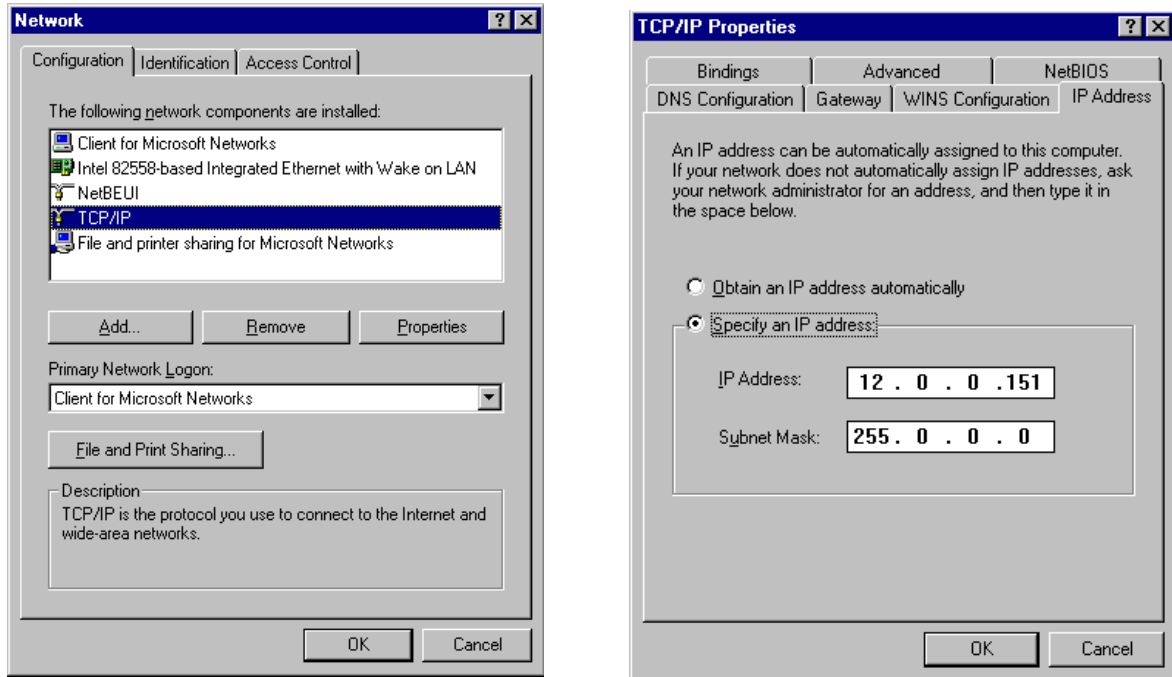 Network
Configuration Identification Access Control
The following network components are installed:
Client for Microsoft Networks
Intel 82558-based Integrated Ethernet with Wake on LAN
NetBEUI
TCP/IP
File and printer sharing for Microsoft Networks
Add... Remove Properties
Primary Network Logon:
Client for Microsoft Networks
File and Print Sharing...
Description
TCP/IP is the protocol you use to connect to the Internet and
wide-area networks.
OK Cancel
TCP/IP Properties
Bindings Advanced NetBIOS
DNS Configuration Gateway WINS Configuration IP Address
An IP address can be automatically assigned to this computer.
If your network does not automatically assign IP addresses, ask
your network administrator for an address, and then type it in
the space below.
Obtain an IP address automatically
Specify an IP address:
IP Address: 12 . 0 . 0 .151
Subnet Mask: 255 . 0 . 0 . 0
OK Cancel